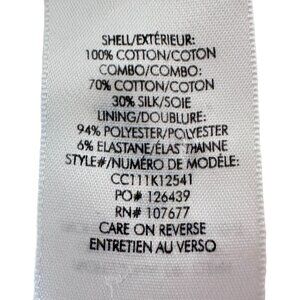 SHELL/EXTÉRIEUR:
100% COTTON/COTON
COMBO/COMBO:
70% COTTON/COTON
30% SILK/SOIE
LINING/DOUBLURE:
94% POLYESTER/POLYESTER
6% ELASTANE/ÉLASTHANNE
STYLE#/NUMÉRO DE MODÈLE:
CC111K12541
PO# 126439
RN# 107677
CARE ON REVERSE
ENTRETIEN AU VERSO